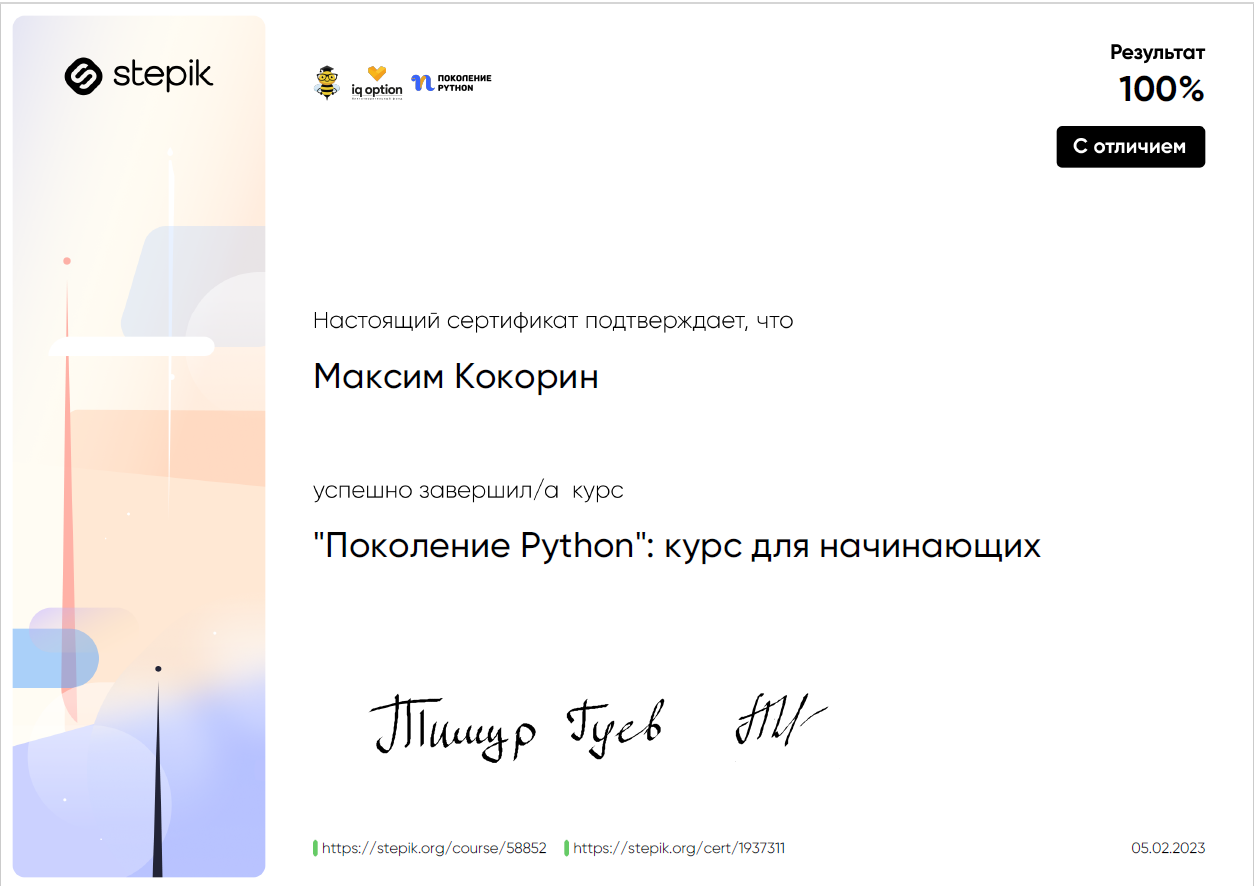 stepik
iq option
ПОКОЛЕНИЕ
PYTHON
Результат
100%
С отличием
Настоящий сертификат подтверждает, что
Максим Кокорин
успешно завершил/а курс
"Поколение Python": курс для начинающих
Тимур Гуев
https://stepik.org/course/58852
https://stepik.org/cert/1937311
05.02.2023